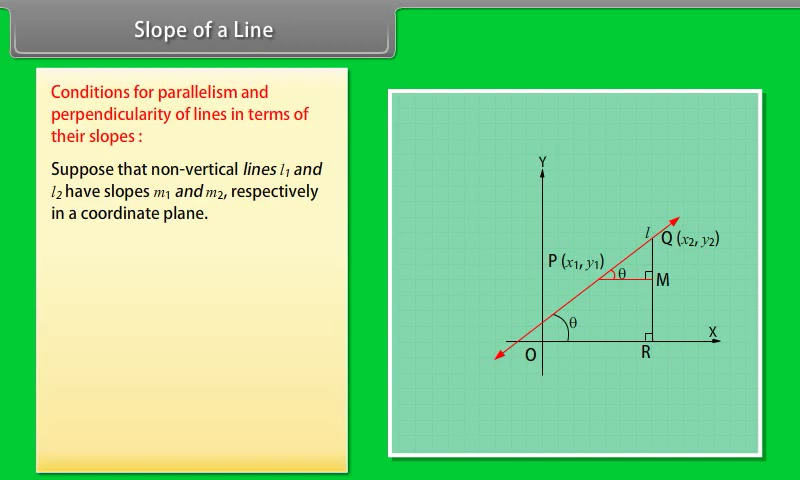 Slope of a Line
Conditions for parallelism and
perpendicularity of lines in terms of
their slopes :
Suppose that non-vertical lines l₁ and
l₂ have slopes m₁ and m₂, respectively
in a coordinate plane.
Y
l
Q (x₂, y₂)
P (x₁, y₁)
θ
M
θ
X
O
R